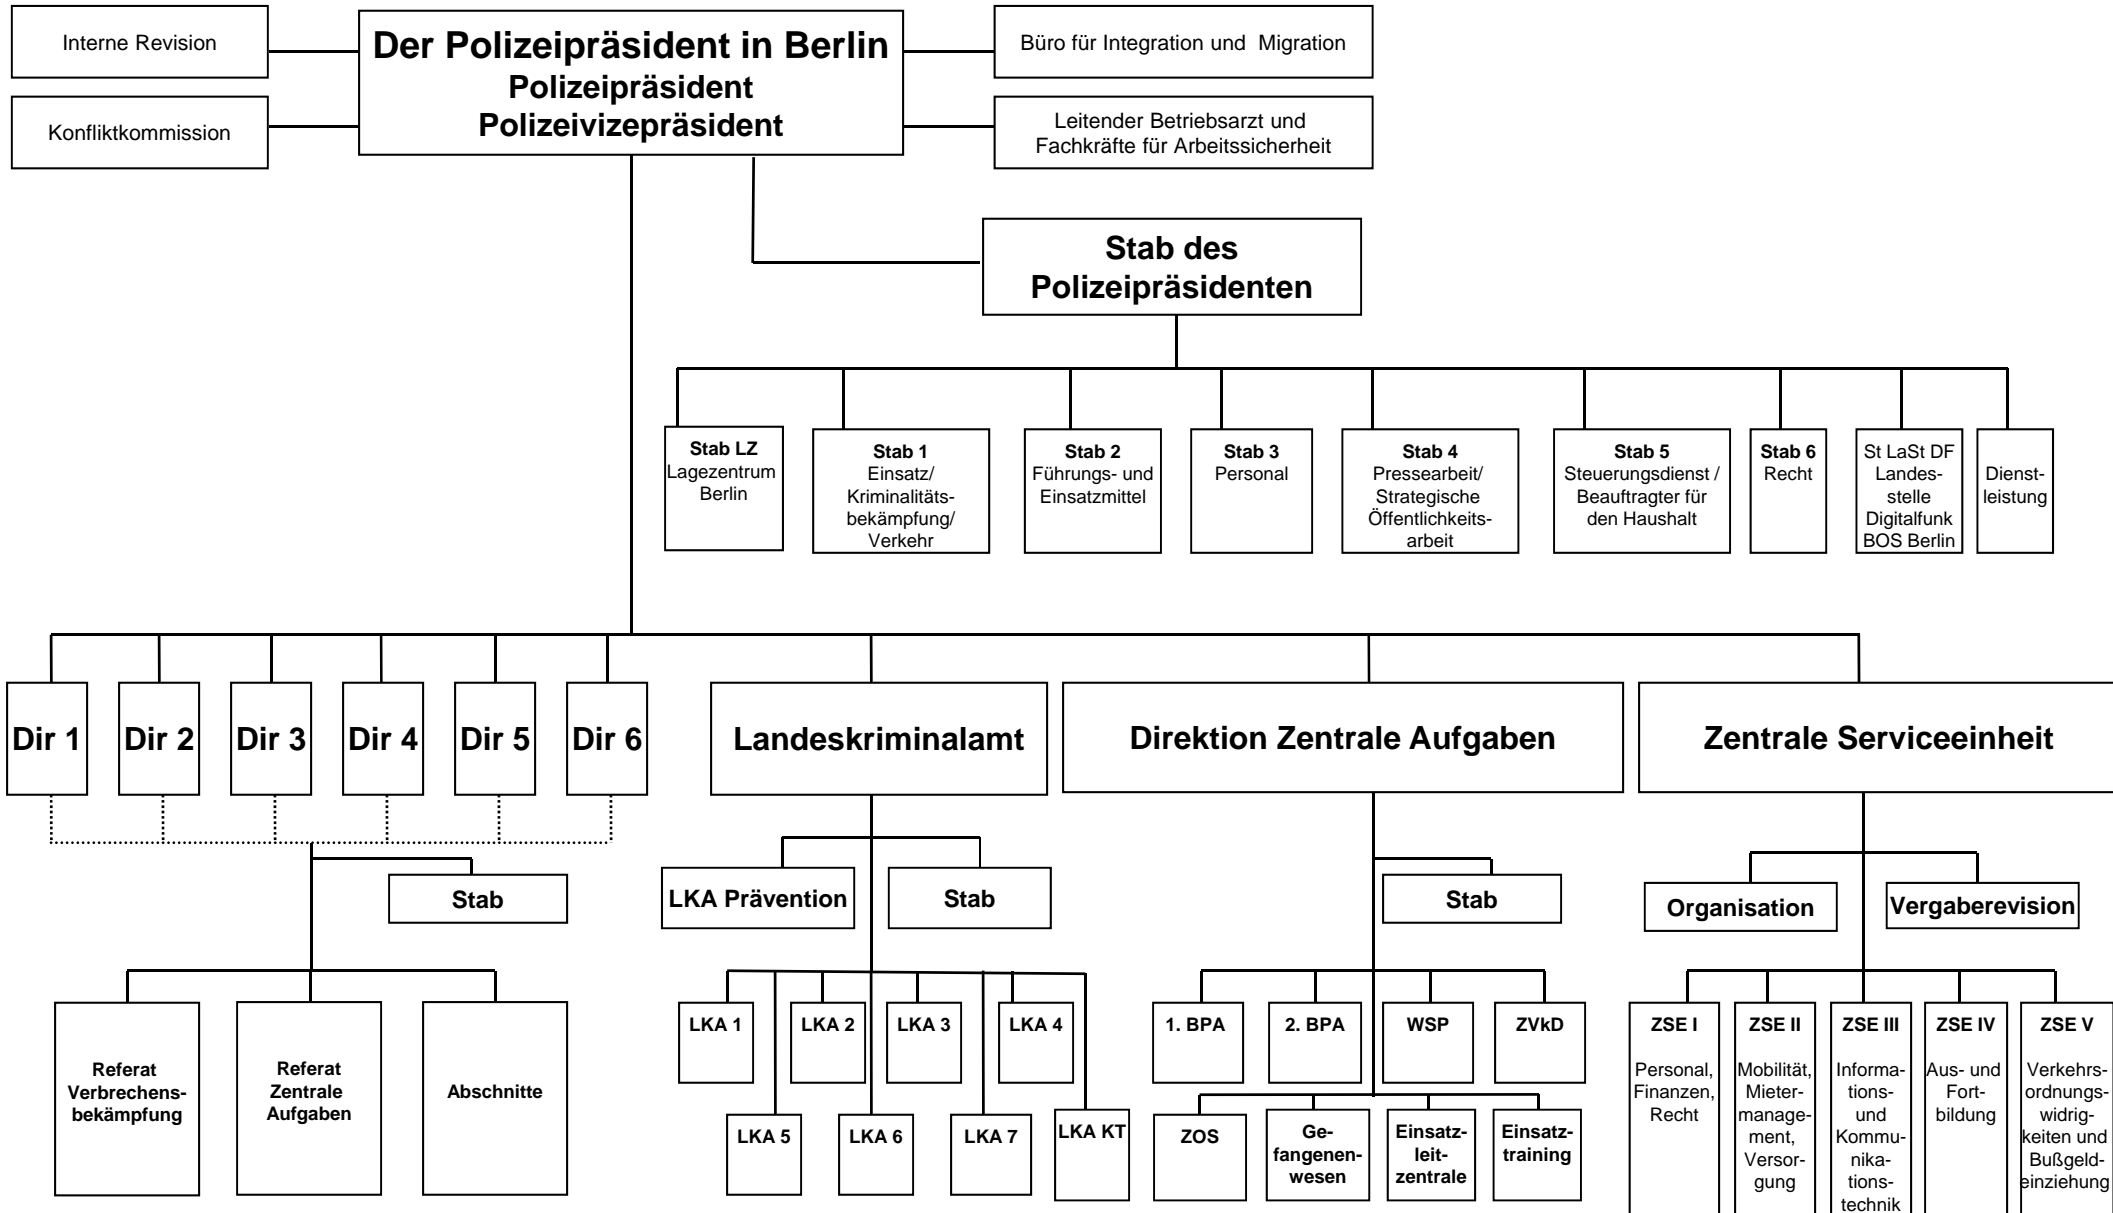 Interne Revision
Konfliktkommission
Der Polizeipräsident in Berlin
Polizeipräsident
Polizeivizepräsident
Büro für Integration und  Migration
Leitender Betriebsarzt und
Fachkräfte für Arbeitssicherheit
Stab des
Polizeipräsidenten
Stab LZ
Lagezentrum
Berlin
Stab 1
Einsatz/
Kriminalitäts-
bekämpfung/
Verkehr
Stab 2
Führungs- und
Einsatzmittel
Stab 3
Personal
Stab 4
Pressearbeit/
Strategische
Öffentlichkeits-
arbeit
Stab 5
Steuerungsdienst /
Beauftragter für
den Haushalt
Stab 6
Recht
St LaSt DF
Landes-
stelle
Digitalfunk
BOS Berlin
Dienst-
leistung
Dir 1
Dir 2
Dir 3
Dir 4
Dir 5
Dir 6
Landeskriminalamt
Direktion Zentrale Aufgaben
Zentrale Serviceeinheit
Stab
Referat
Verbrechens-
bekämpfung
Referat
Zentrale
Aufgaben
Abschnitte
LKA Prävention
Stab
LKA 1
LKA 2
LKA 3
LKA 4
LKA 5
LKA 6
LKA 7
LKA KT
Stab
1. BPA
2. BPA
WSP
ZVkD
ZOS
Ge-
fangenen-
wesen
Einsatz-
leit-
zentrale
Einsatz-
training
Organisation
Vergaberevision
ZSE I
Personal,
Finanzen,
Recht
ZSE II
Mobilität,
Mieter-
manage-
ment,
Versor-
gung
ZSE III
Informa-
tions-
und
Kommu-
nika-
tions-
technik
ZSE IV
Aus- und
Fort-
bildung
ZSE V
Verkehrs-
ordnungs-
widrig-
keiten und
Bußgeld-
einziehung